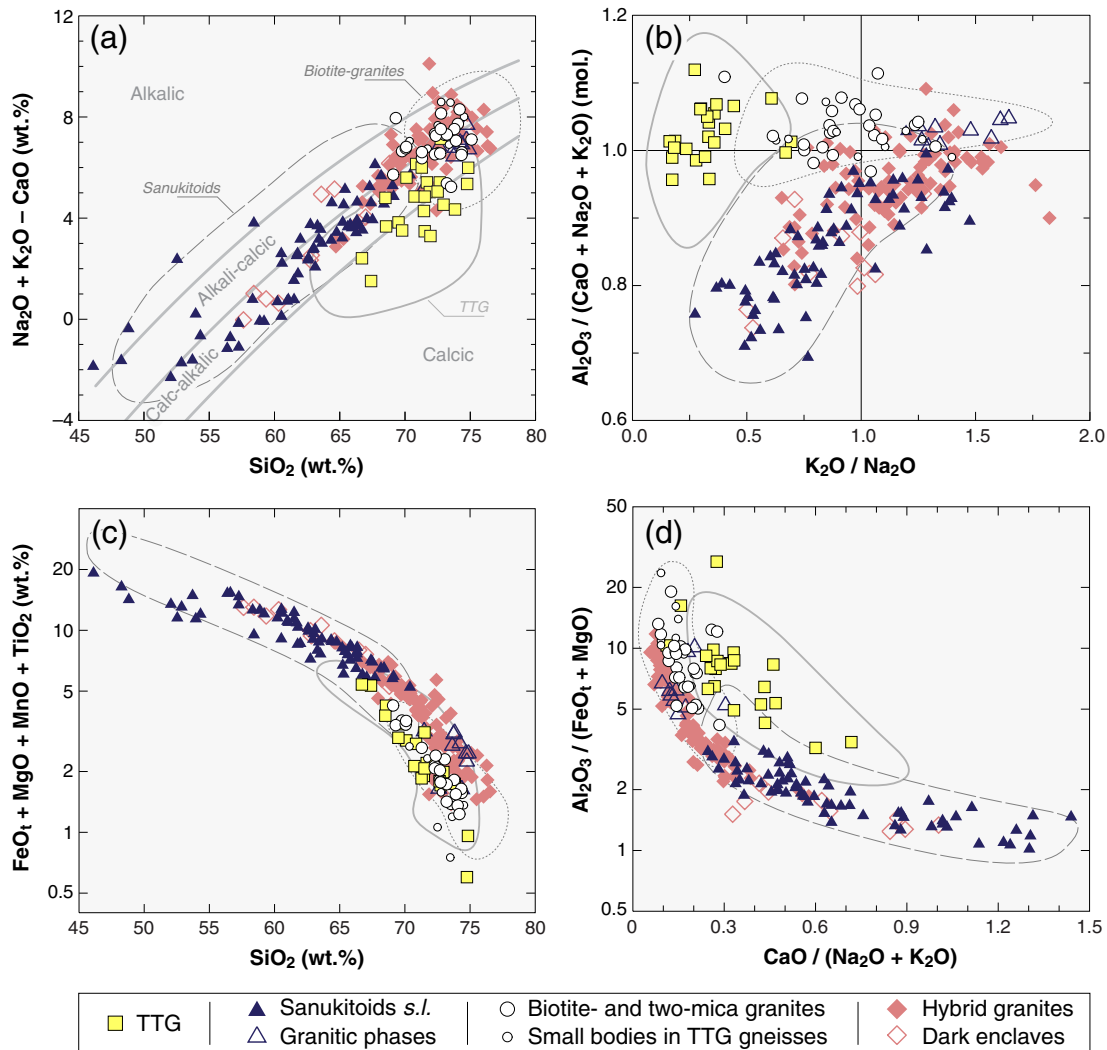 (a)
Alkalic
Biotite-granites
Sanukitoids
Alkali-calcic
Calc-alkalic
TTG
Calcic
Na₂O + K₂O – CaO (wt.%)
12
8
4
0
–4
45 50 55 60 65 70 75 80
SiO₂ (wt.%)
(b)
Al₂O₃ / (CaO + Na₂O + K₂O) (mol.)
1.2
1.0
0.8
0.6
0.0 0.5 1.0 1.5 2.0
K₂O / Na₂O
(c)
FeOₜ + MgO + MnO + TiO₂ (wt.%)
20
10
5
2
1
0.5
45 50 55 60 65 70 75 80
SiO₂ (wt.%)
(d)
Al₂O₃ / (FeOₜ + MgO)
50
20
10
5
2
1
0.5
0 0.3 0.6 0.9 1.2 1.5
CaO / (Na₂O + K₂O)
TTG
Sanukitoids s.l.
Granitic phases
Biotite- and two-mica granites
Small bodies in TTG gneisses
Hybrid granites
Dark enclaves